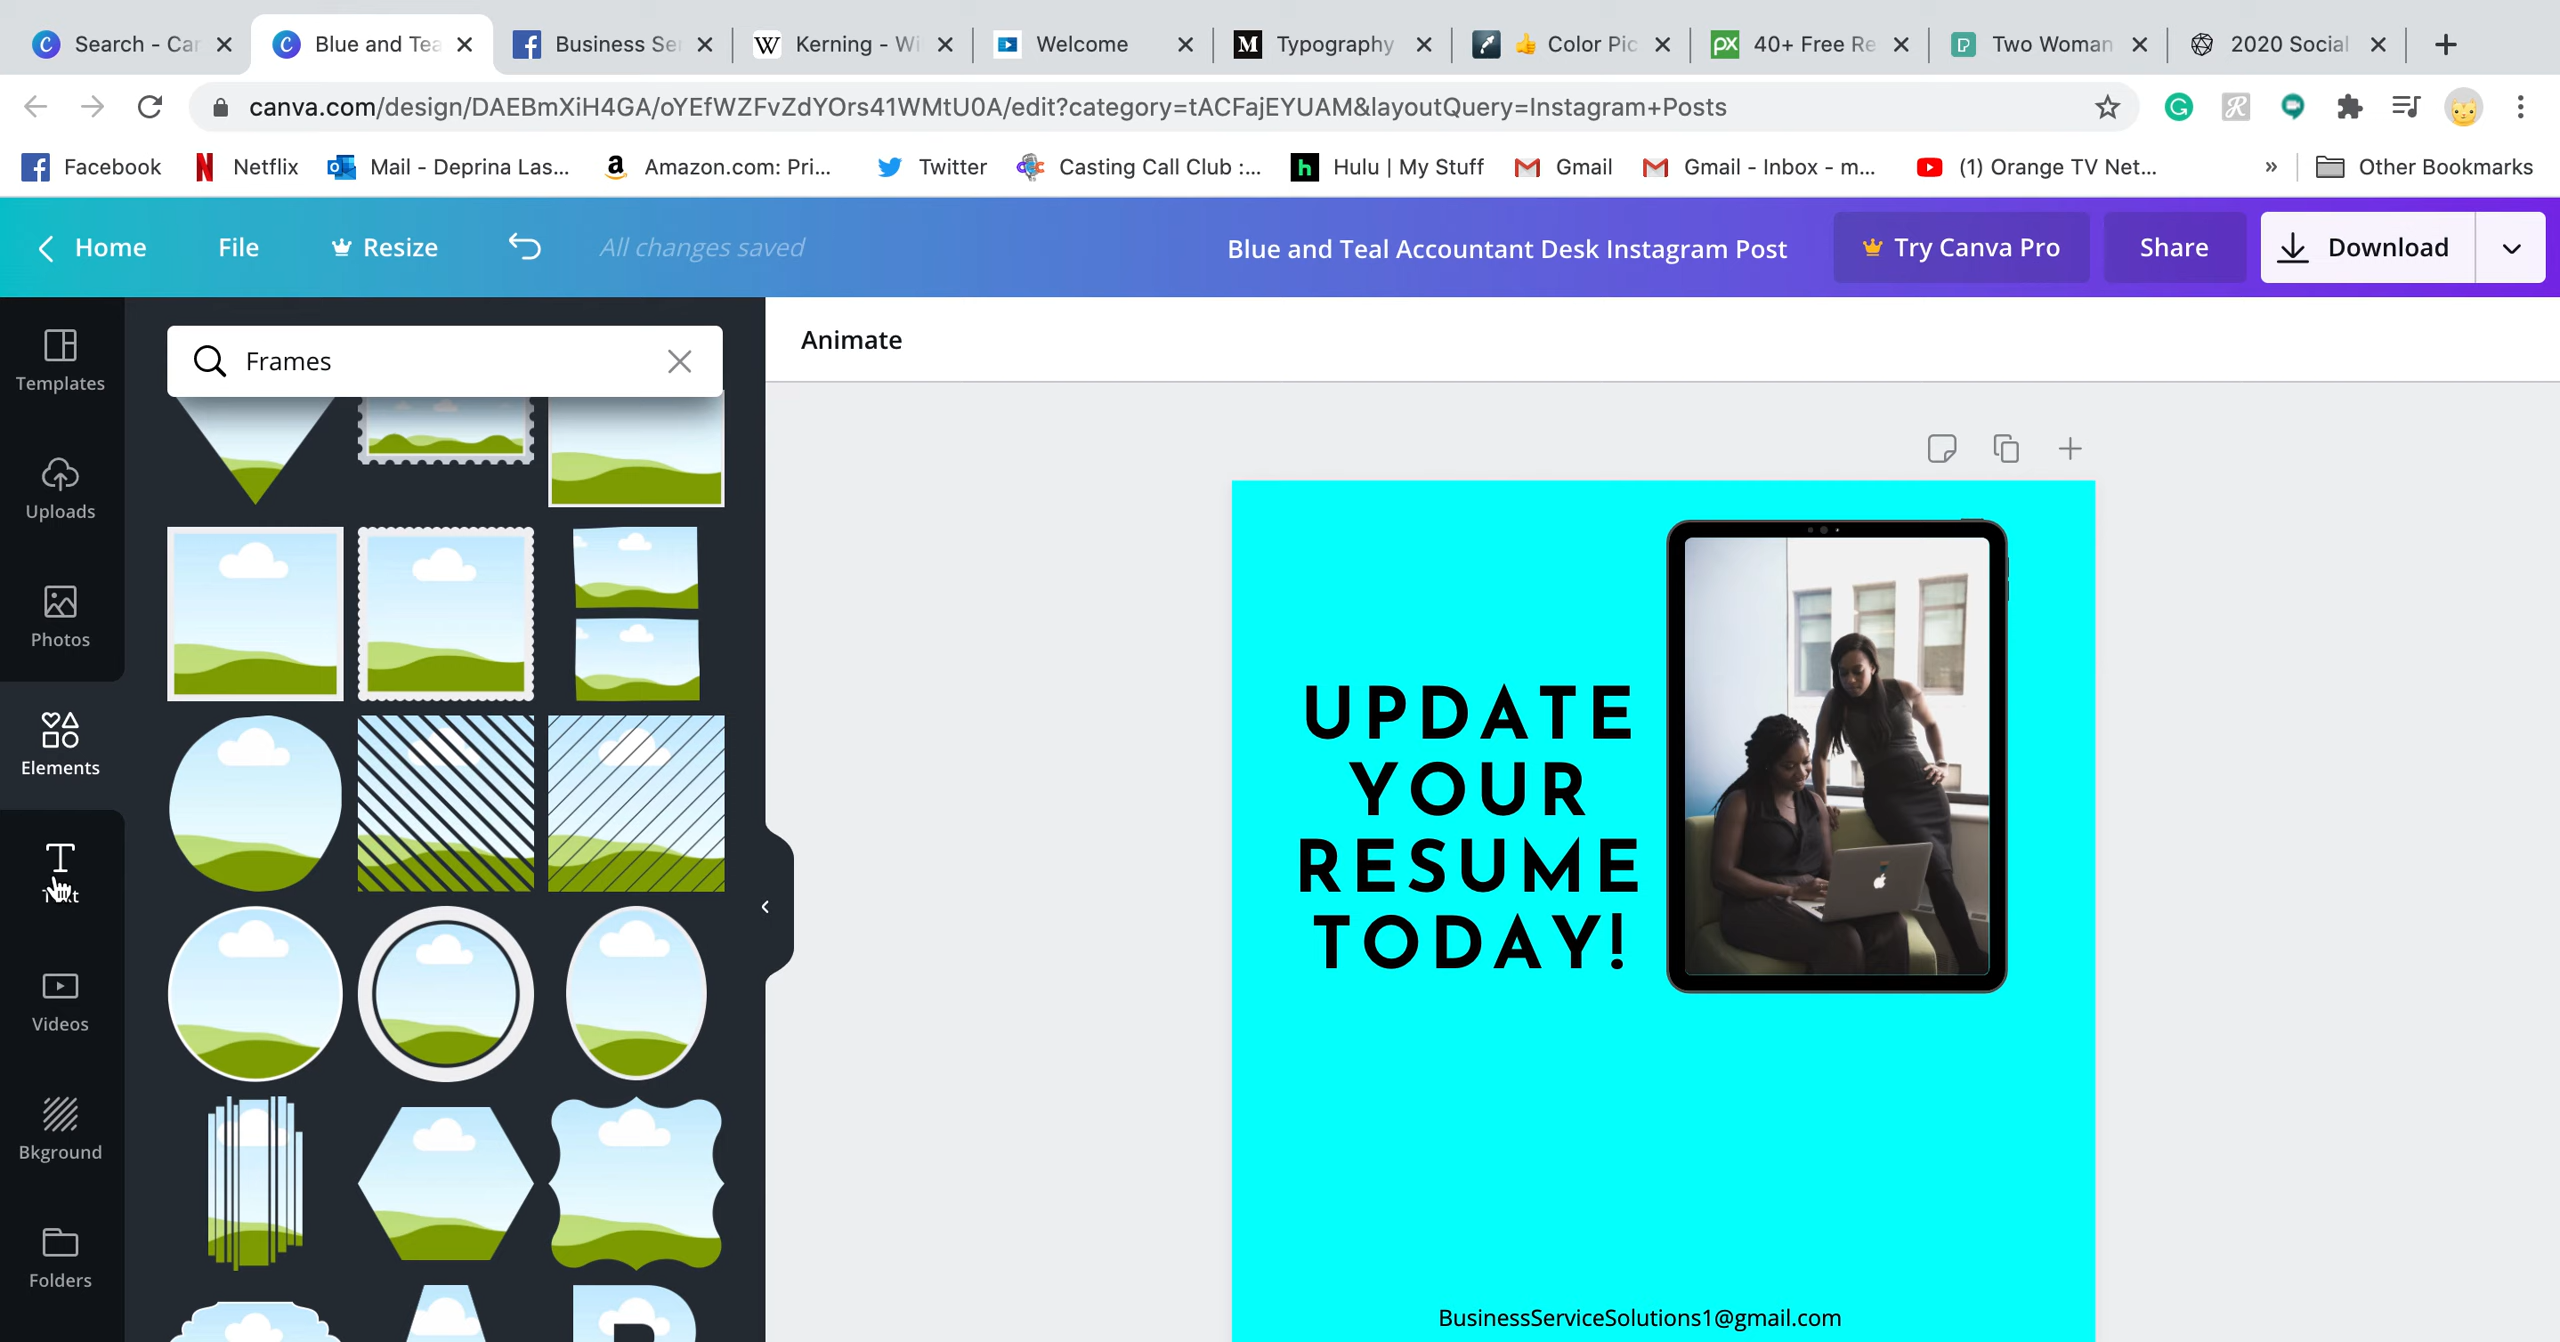 Search - Car
Blue and Tea
Business Se
Kerning - Wi
Welcome
Typography
👍 Color Pic
40+ Free Re
Two Woman
2020 Social
canva.com/design/DAEBmXiH4GA/oYEfWZFvZdYOrs41WMtU0A/edit?category=tACFajEYUAM&layoutQuery=Instagram+Posts
Facebook
Netflix
Mail - Deprina Las...
Amazon.com: Pri...
Twitter
Casting Call Club :...
Hulu | My Stuff
Gmail
Gmail - Inbox - m...
(1) Orange TV Net...
»
Other Bookmarks
Home
File
Resize
All changes saved
Blue and Teal Accountant Desk Instagram Post
Try Canva Pro
Share
Download
Templates
Uploads
Photos
Elements
Videos
Bkground
Folders
Frames
Animate
UPDATE
YOUR
RESUME
TODAY!
BusinessServiceSolutions1@gmail.com